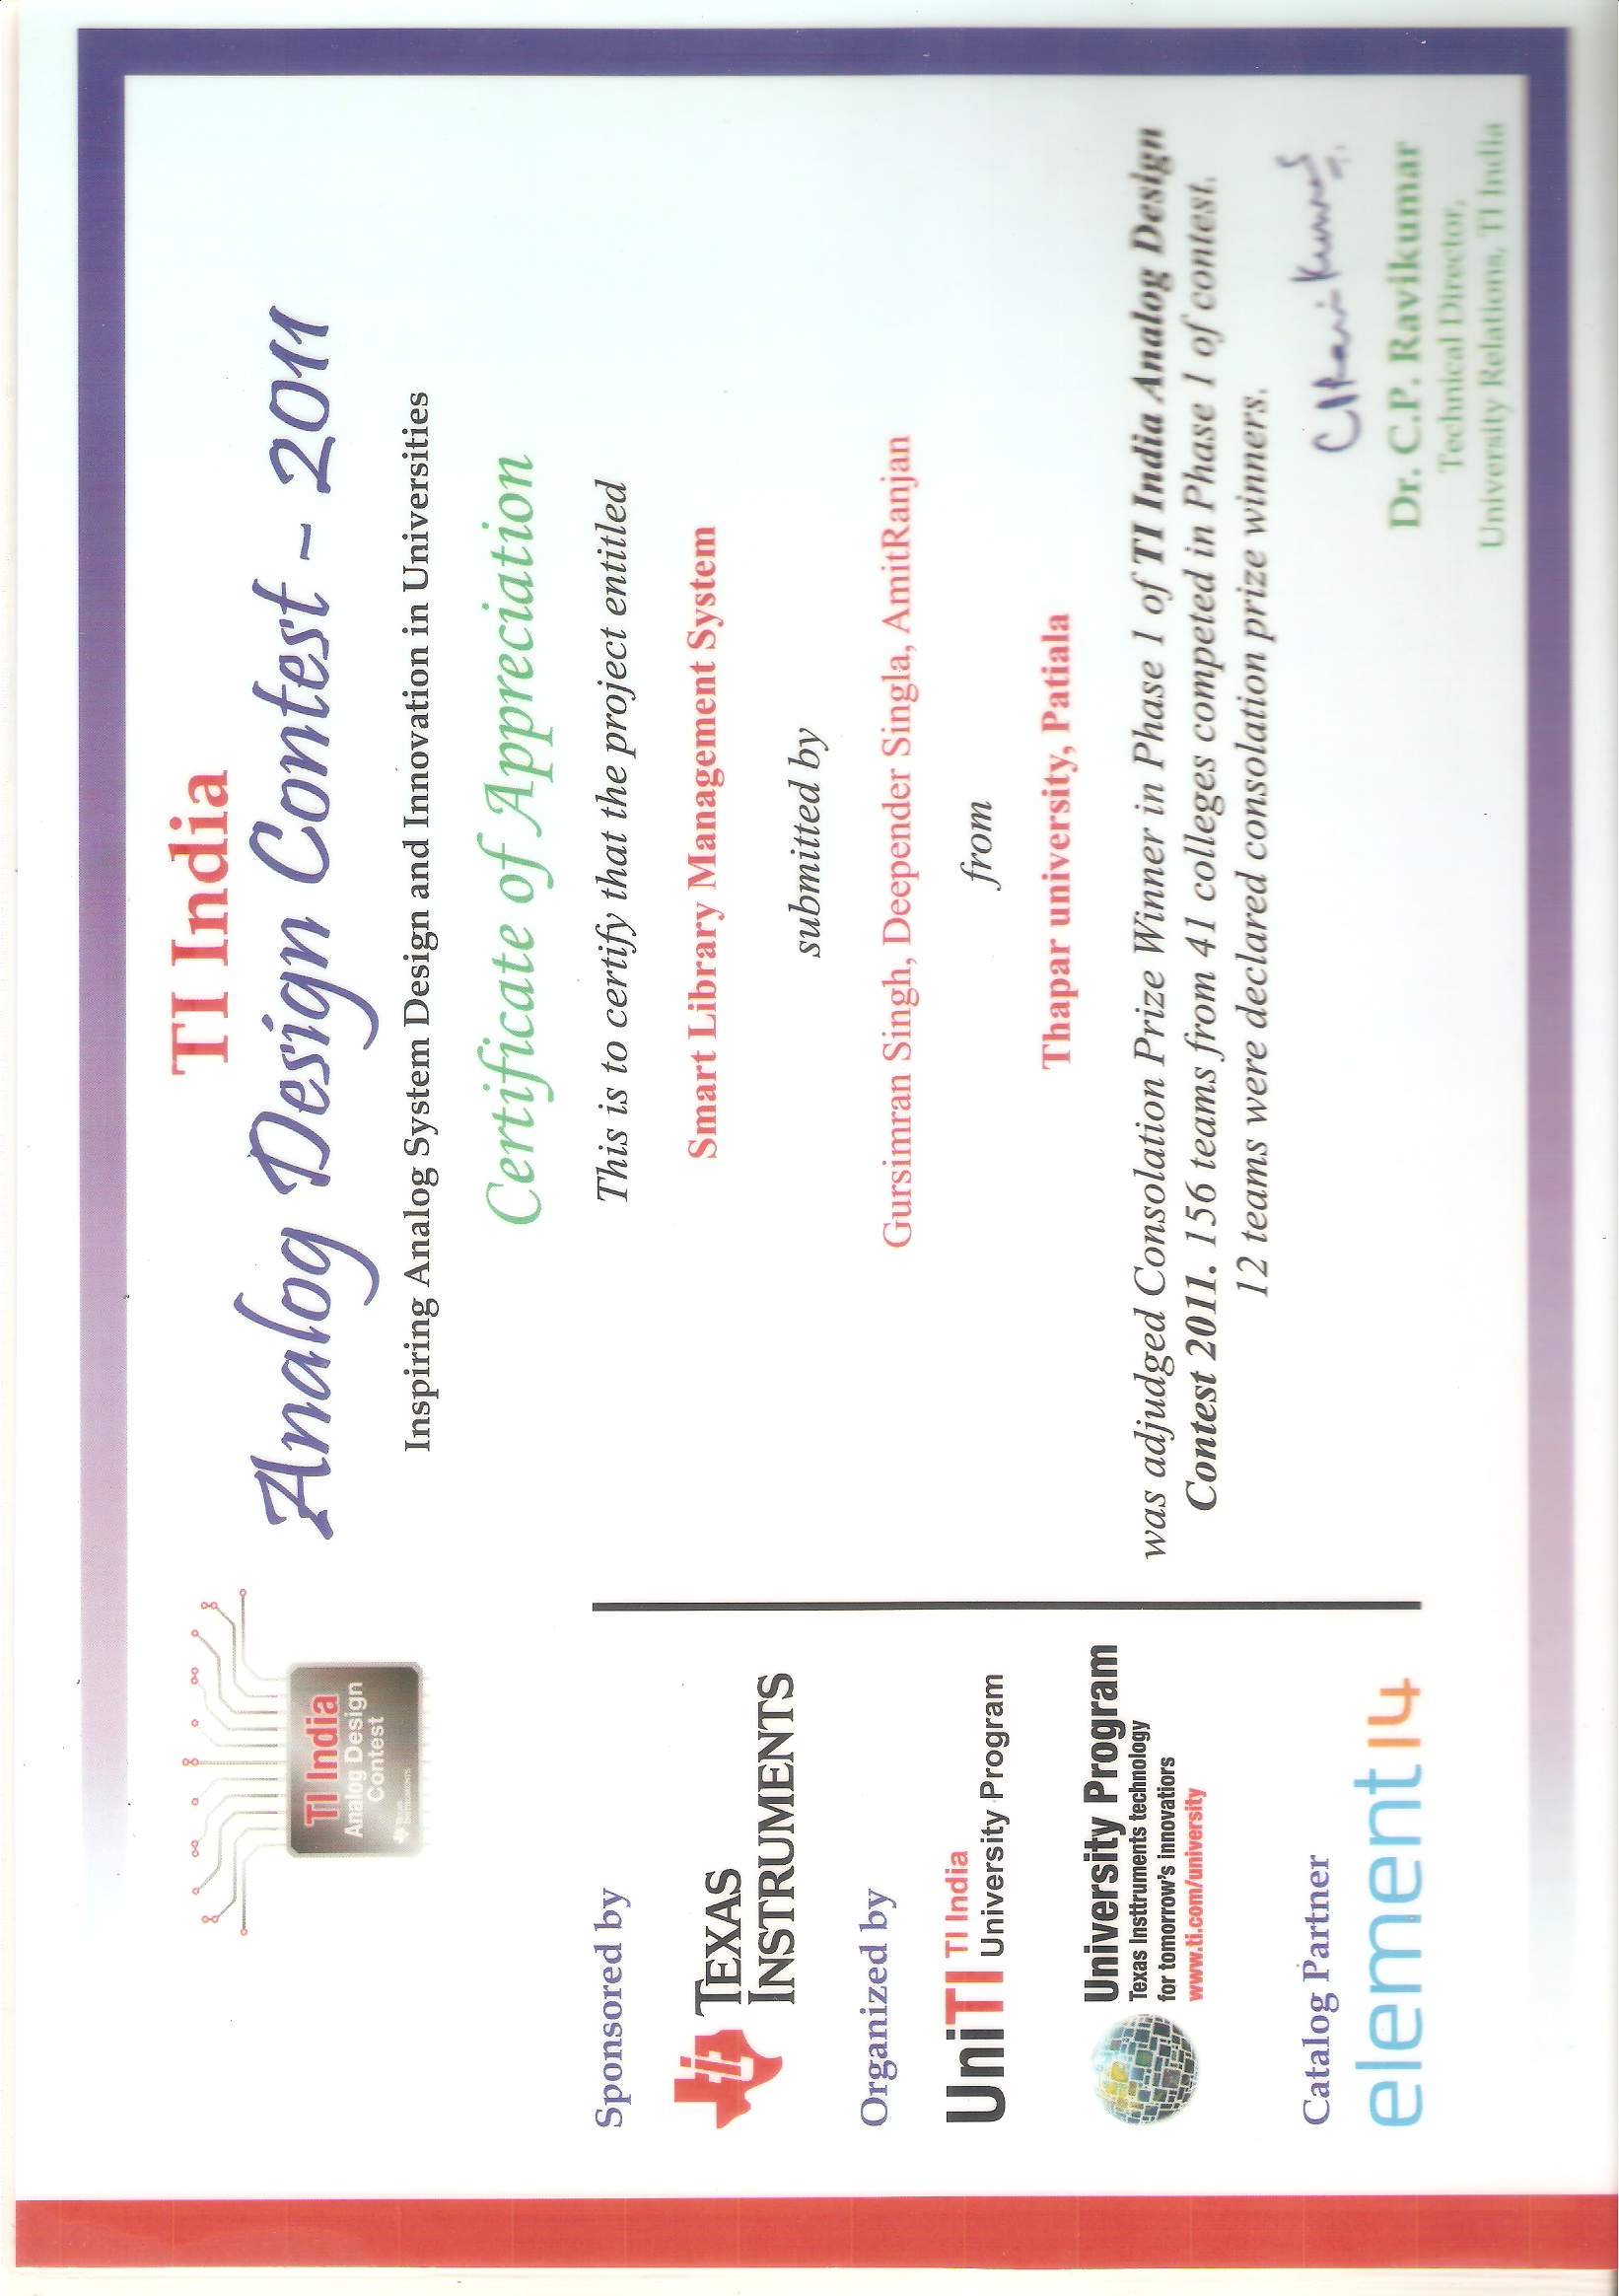 TI India
Analog Design Contest - 2011
Inspiring Analog System Design and Innovation in Universities
Certificate of Appreciation
This is to certify that the project entitled
Smart Library Management System
submitted by
Gursimran Singh, Deepender Singla, AmitRanjan
from
Thapar university, Patiala
was adjudged Consolation Prize Winner in Phase 1 of TI India Analog Design
Contest 2011. 156 teams from 41 colleges competed in Phase 1 of contest.
12 teams were declared consolation prize winners.
CPRavikumar
Dr. C.P. Ravikumar
Technical Director,
University Relations, TI India
TI India
Analog Design
Contest
TEXAS
INSTRUMENTS
Sponsored by
TEXAS
INSTRUMENTS
Organized by
UniTI TI India
University Program
University Program
Texas Insttruments technology
for tomorrow's innovatiors
www.ti.com/university
Catalog Partner
element14